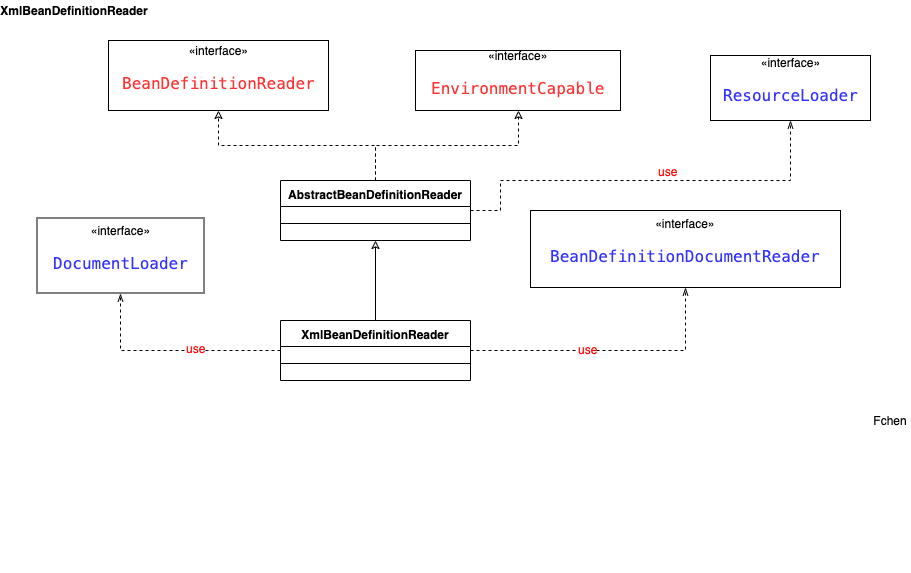 XmlBeanDefinitionReader
«interface»
BeanDefinitionReader
«interface»
EnvironmentCapable
«interface»
ResourceLoader
use
AbstractBeanDefinitionReader
«interface»
DocumentLoader
«interface»
BeanDefinitionDocumentReader
XmlBeanDefinitionReader
use
use
Fchen